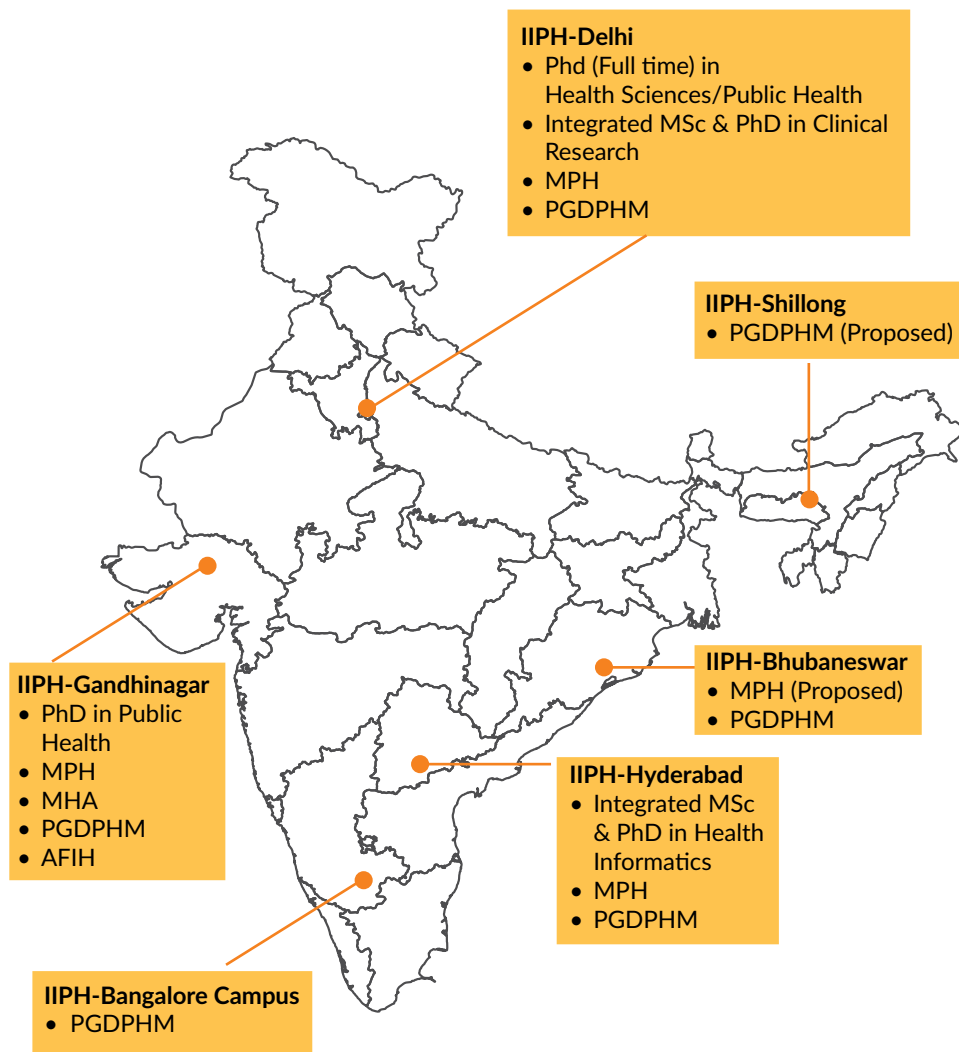 IIPH-Delhi
• Phd (Full time) in
Health Sciences/Public Health
• Integrated MSc & PhD in Clinical
Research
• MPH
• PGDPHM
IIPH-Shillong
• PGDPHM (Proposed)
IIPH-Gandhinagar
• PhD in Public
Health
• MPH
• MHA
• PGDPHM
• AFIH
IIPH-Bhubaneswar
• MPH (Proposed)
• PGDPHM
IIPH-Hyderabad
• Integrated MSc
& PhD in Health
Informatics
• MPH
• PGDPHM
IIPH-Bangalore Campus
• PGDPHM